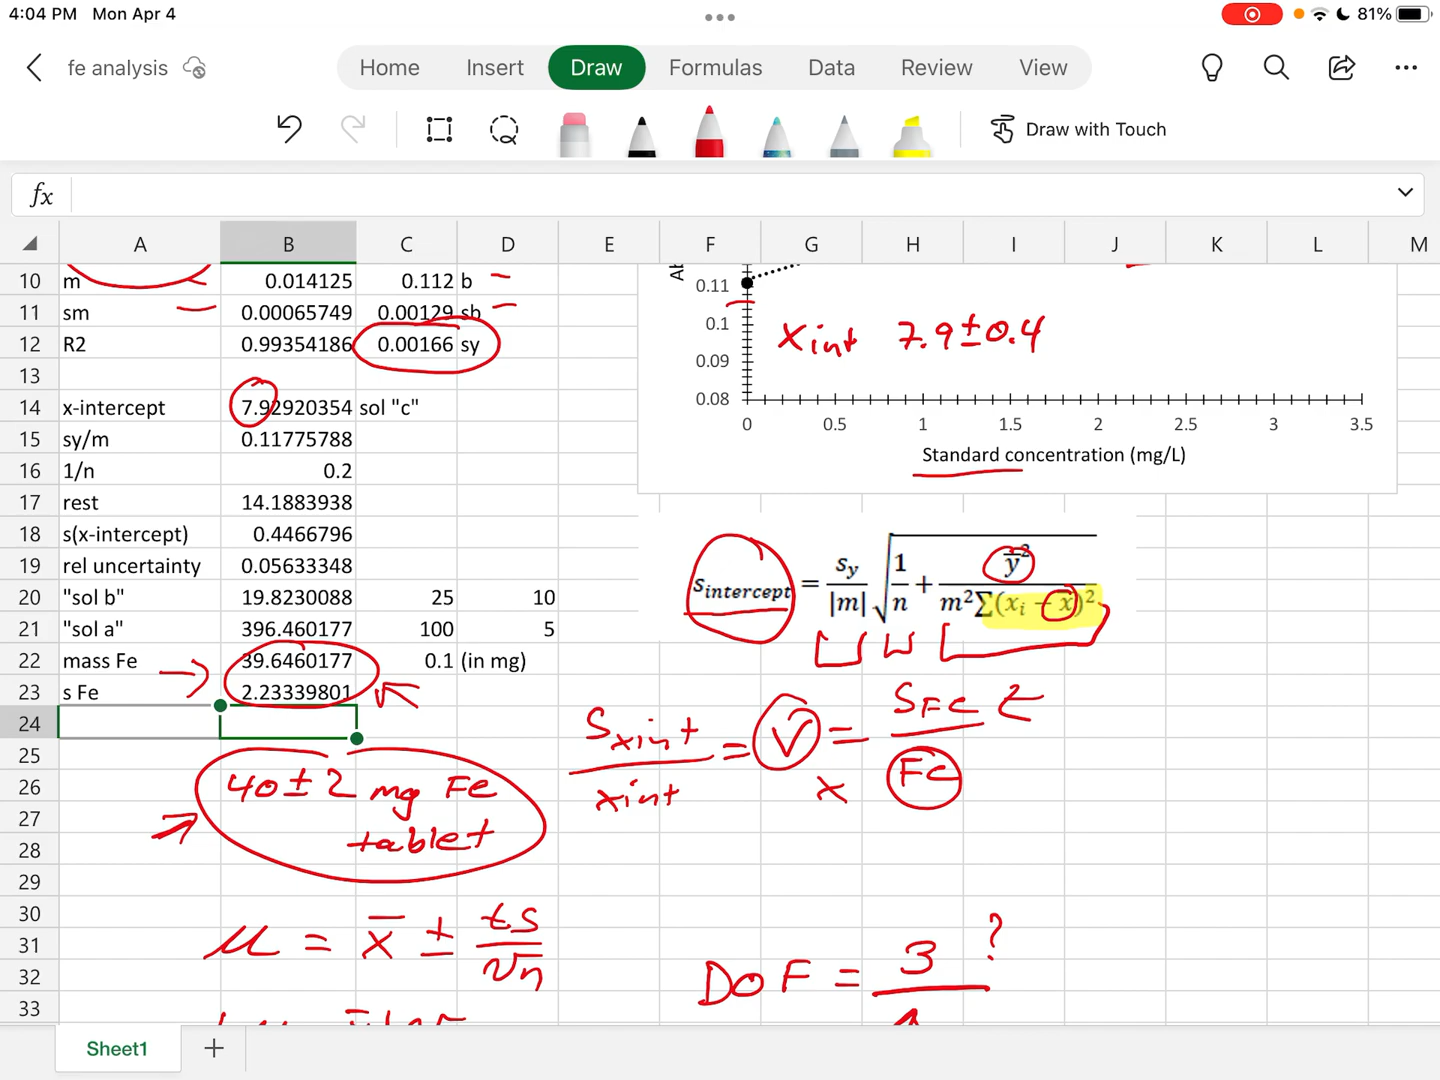 4:04 PM Mon Apr 4
81%
fe analysis
Home Insert Draw Formulas Data Review View
Draw with Touch
fx
A B C D E F G H I J K L M
10 m 0.014125 0.112 b
11 sm 0.00065749 0.00129 sb
12 R2 0.99354186 0.00166 sy
13
14 x-intercept 7.92920354 sol "c"
15 sy/m 0.11775788
16 1/n 0.2
17 rest 14.1883938
18 s(x-intercept) 0.4466796
19 rel uncertainty 0.05633348
20 "sol b" 19.8230088 25 10
21 "sol a" 396.460177 100 5
22 mass Fe 39.6460177 0.1 (in mg)
23 s Fe 2.23339801
24
25
26
27
28
29
30
31
32
33
0.11
0.1
0.09
0.08
0 0.5 1 1.5 2 2.5 3 3.5
Standard concentration (mg/L)
x int 7.9 ± 0.4
s_intercept = s_y/|m| √(1/n + ȳ²/(m²∑(x_i − x̄)²))
S_xint / xint = √ = S_Fe / Fe
x
40 ± 2 mg Fe
tablet
μ = x̄ ± ts/√n
DOF = 3 ?
Sheet1